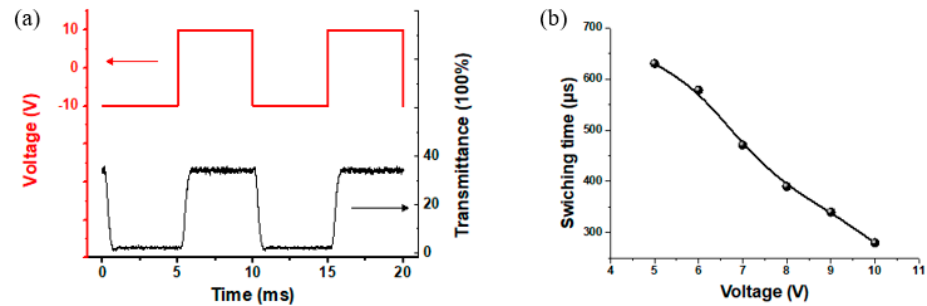 (a)
Voltage (V)
10
0
-10
Transmittance (100%)
40
20
0
0 5 10 15 20
Time (ms)
(b)
Swiching time (µs)
700
600
500
400
300
4 5 6 7 8 9 10 11
Voltage (V)